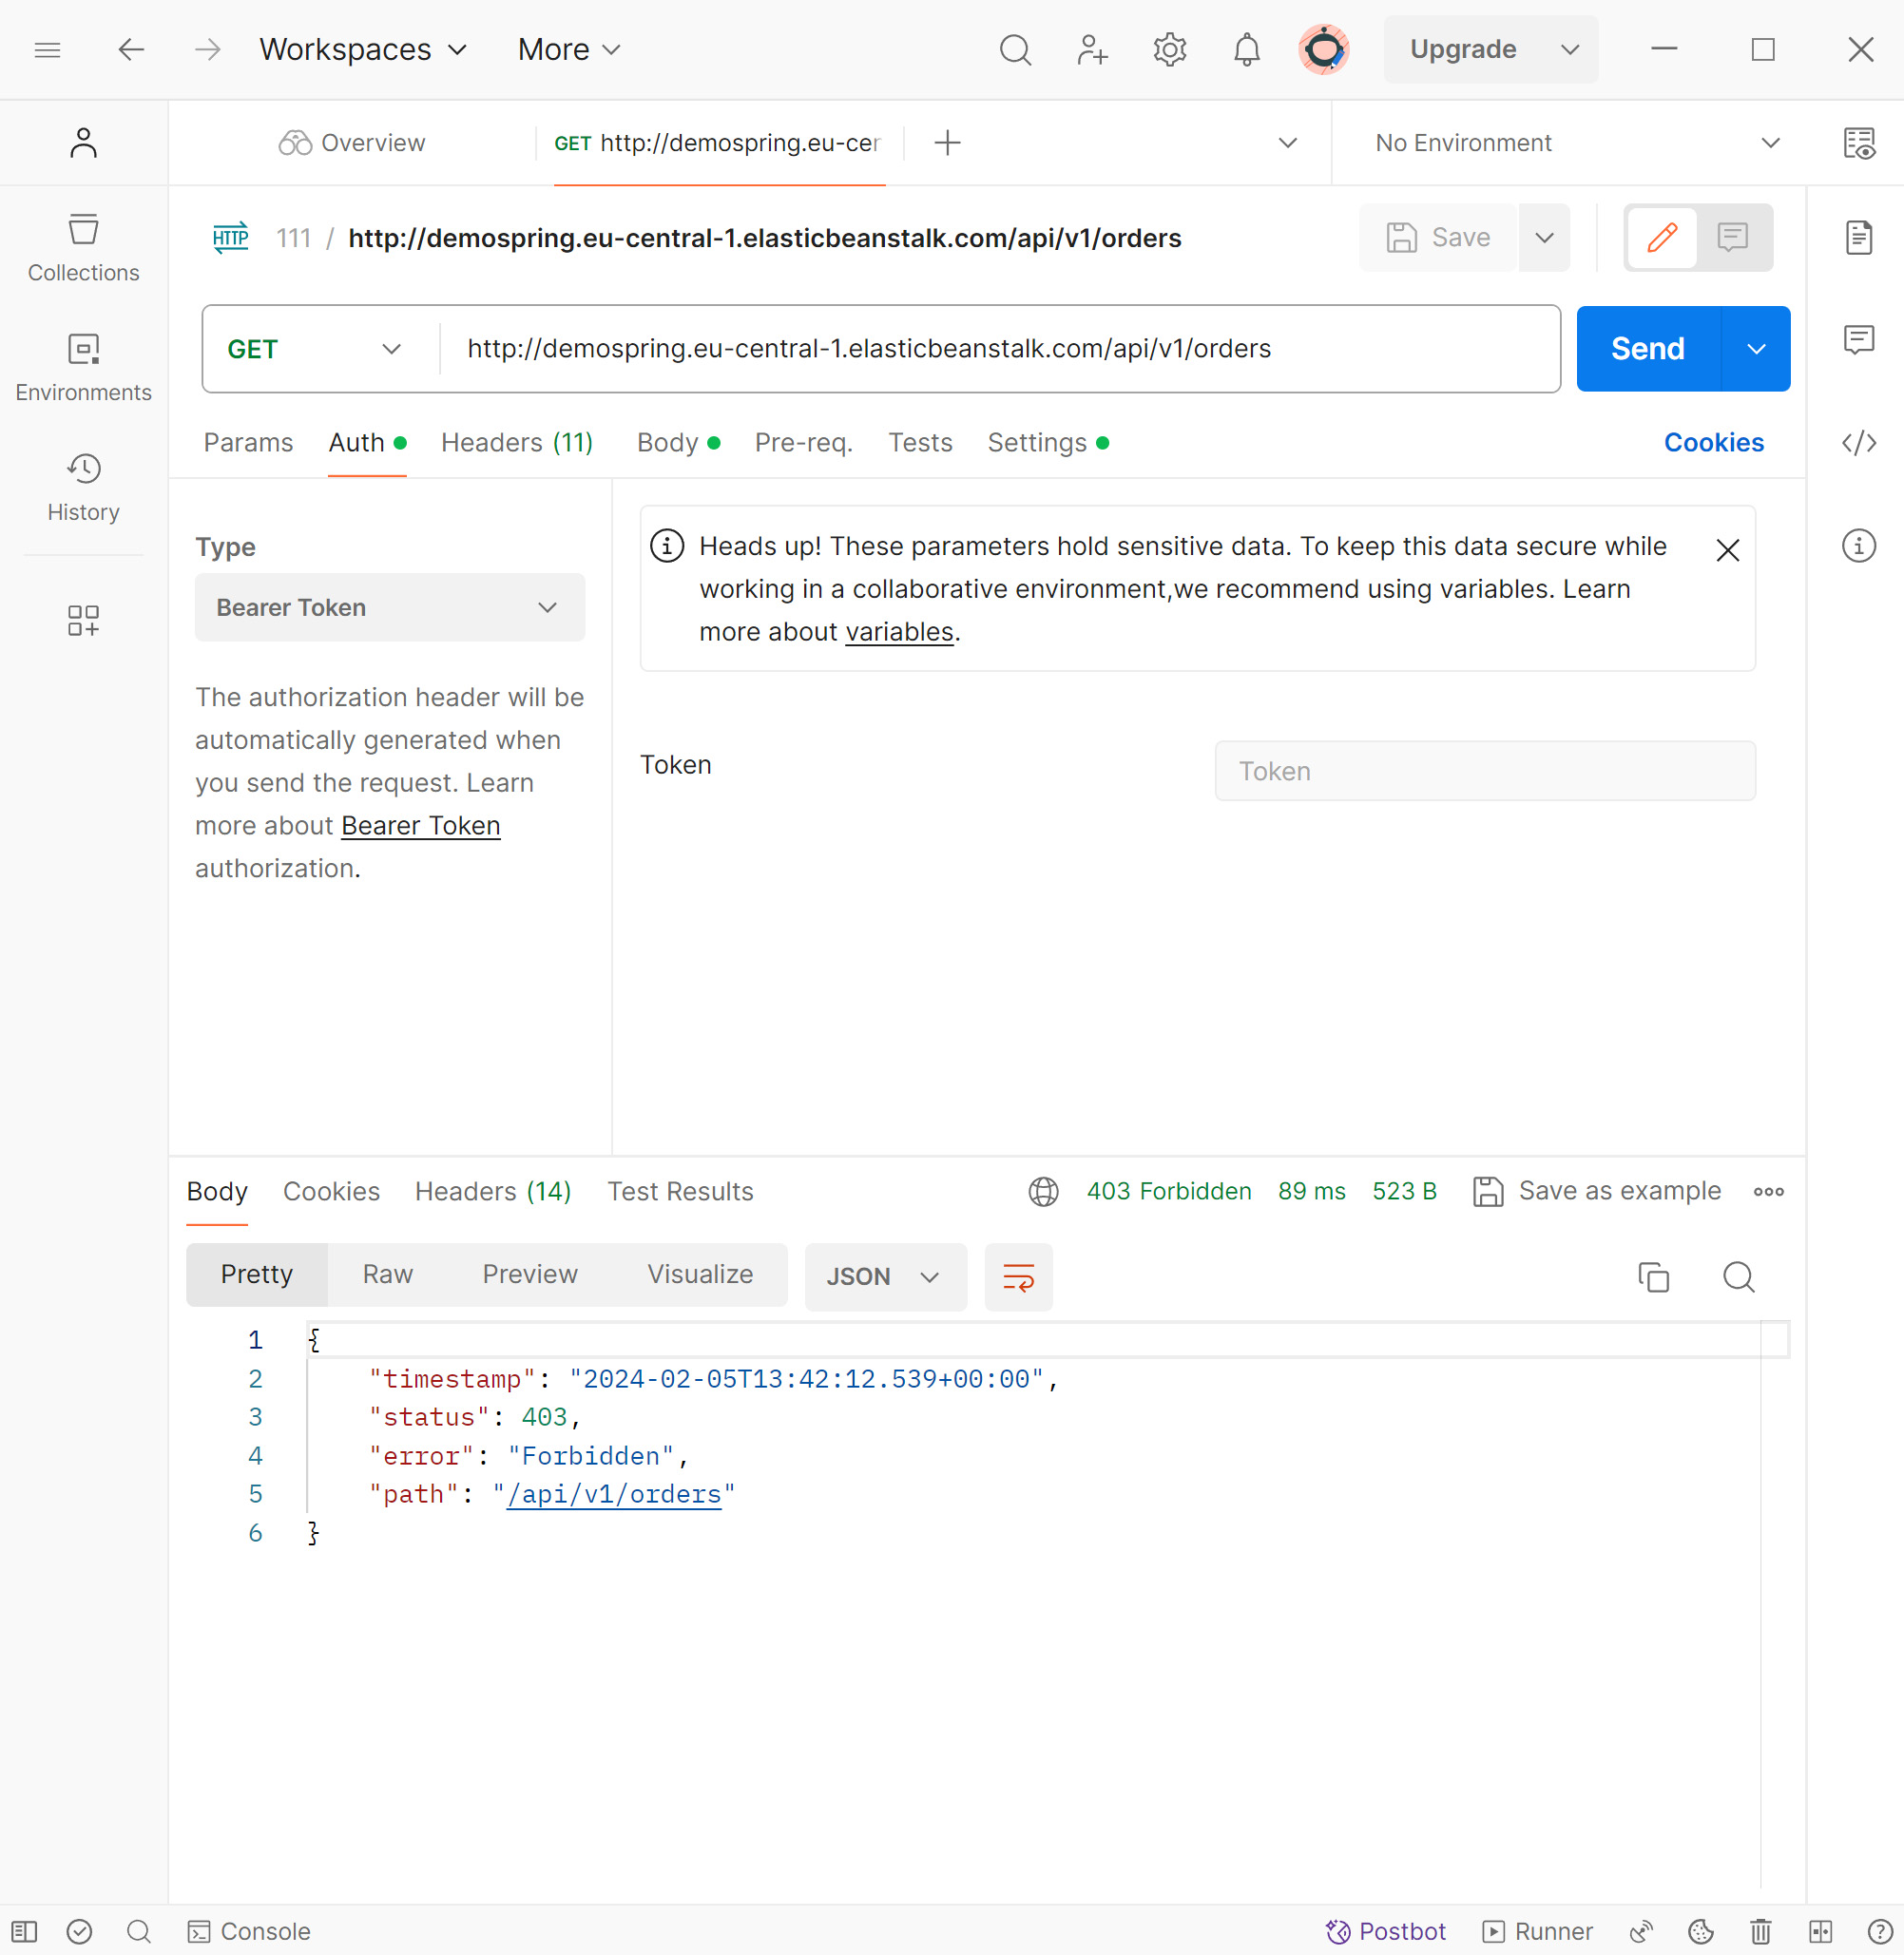 Workspaces More Upgrade
Overview GET http://demospring.eu-cer No Environment
HTTP 111 / http://demospring.eu-central-1.elasticbeanstalk.com/api/v1/orders Save
Collections
GET http://demospring.eu-central-1.elasticbeanstalk.com/api/v1/orders Send
Environments
Params Auth Headers (11) Body Pre-req. Tests Settings Cookies
History
Type
Bearer Token
The authorization header will be
automatically generated when
you send the request. Learn
more about Bearer Token
authorization.
Heads up! These parameters hold sensitive data. To keep this data secure while
working in a collaborative environment,we recommend using variables. Learn
more about variables.
Token Token
Body Cookies Headers (14) Test Results 403 Forbidden 89 ms 523 B Save as example
Pretty Raw Preview Visualize JSON
1 {
2 "timestamp": "2024-02-05T13:42:12.539+00:00",
3 "status": 403,
4 "error": "Forbidden",
5 "path": "/api/v1/orders"
6 }
Console Postbot Runner